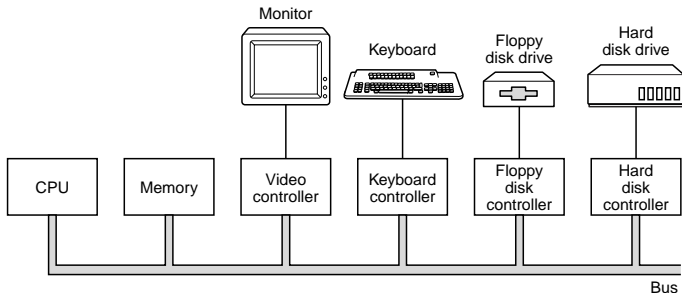 Monitor
Keyboard
Floppy
disk drive
Hard
disk drive
CPU
Memory
Video
controller
Keyboard
controller
Floppy
disk
controller
Hard
disk
controller
Bus